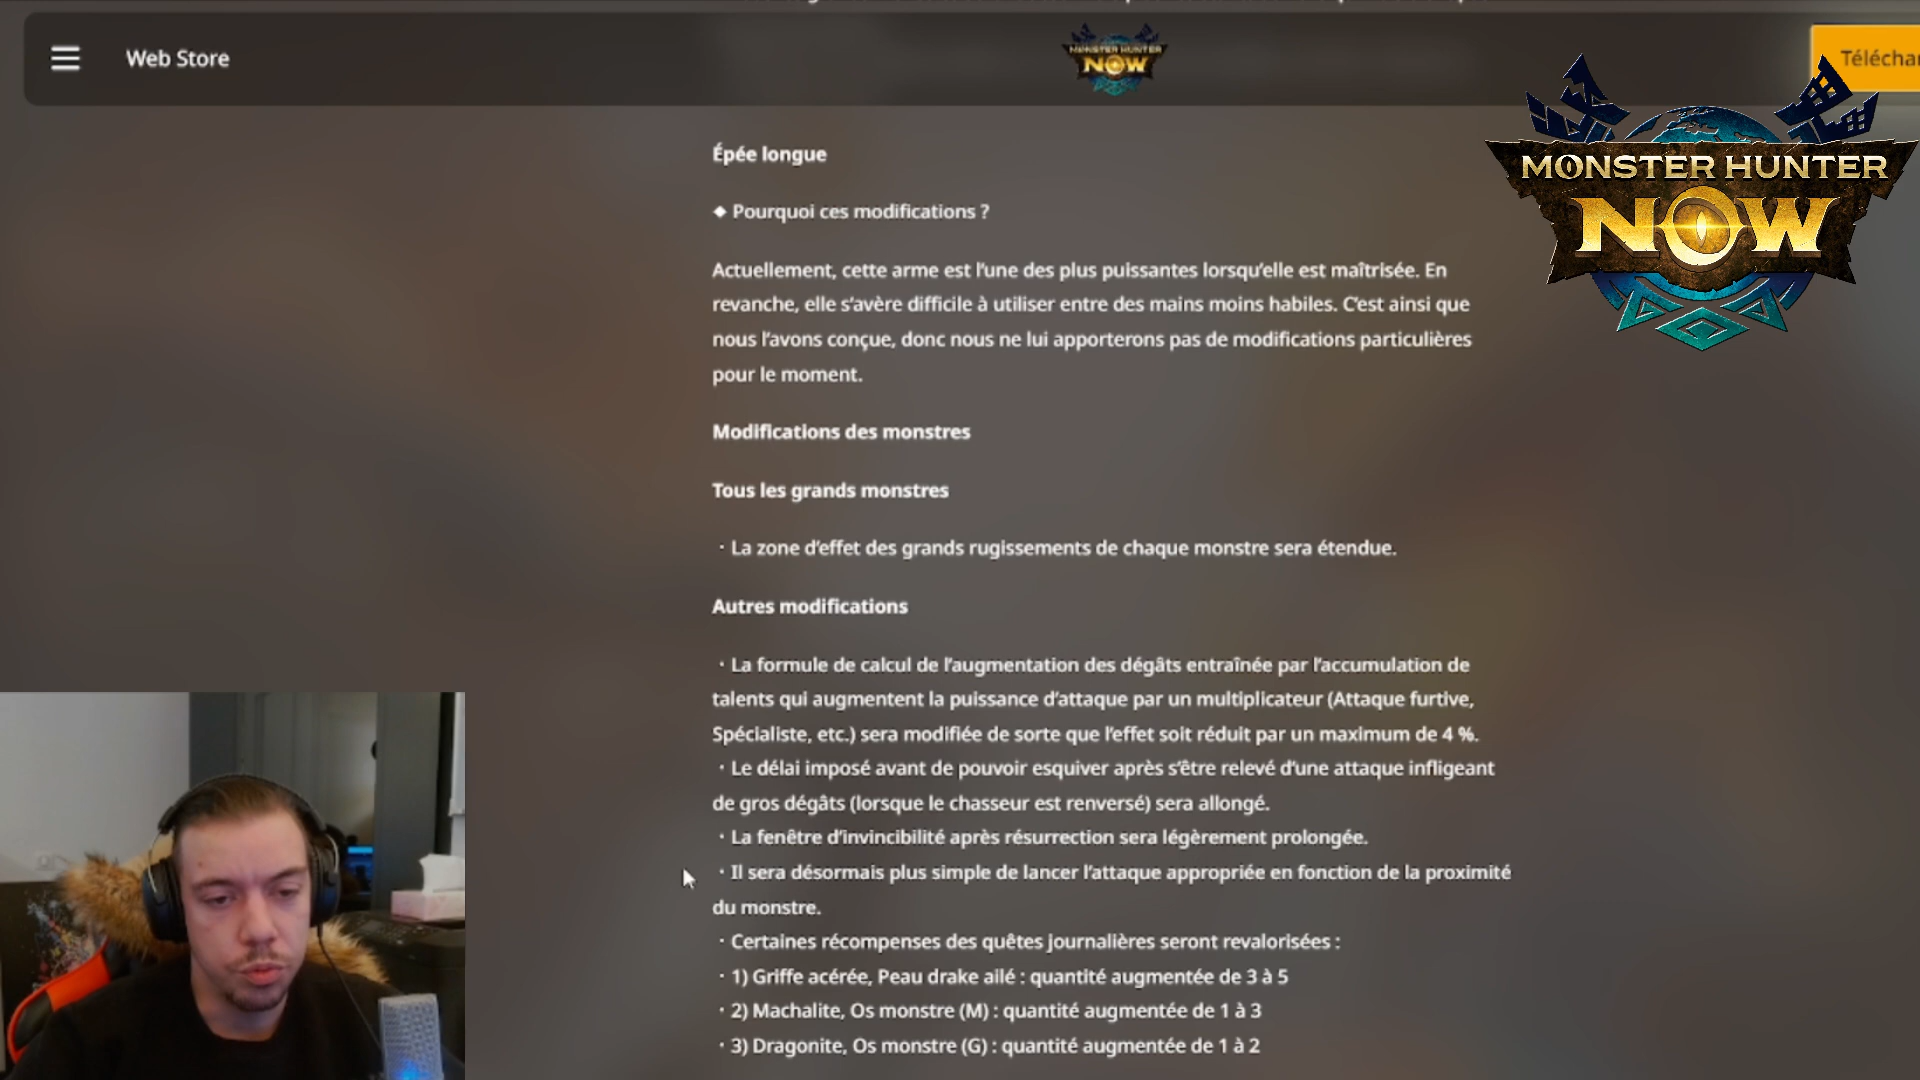 Web Store
MONSTER HUNTER
NOW
Téléchar
MONSTER HUNTER
NOW
Épée longue
◆ Pourquoi ces modifications ?
Actuellement, cette arme est l’une des plus puissantes lorsqu’elle est maîtrisée. En
revanche, elle s’avère difficile à utiliser entre des mains moins habiles. C’est ainsi que
nous l’avons conçue, donc nous ne lui apporterons pas de modifications particulières
pour le moment.
Modifications des monstres
Tous les grands monstres
・La zone d’effet des grands rugissements de chaque monstre sera étendue.
Autres modifications
・La formule de calcul de l’augmentation des dégâts entraînée par l’accumulation de
talents qui augmentent la puissance d’attaque par un multiplicateur (Attaque furtive,
Spécialiste, etc.) sera modifiée de sorte que l’effet soit réduit par un maximum de 4 %.
・Le délai imposé avant de pouvoir esquiver après s’être relevé d’une attaque infligeant
de gros dégâts (lorsque le chasseur est renversé) sera allongé.
・La fenêtre d’invincibilité après résurrection sera légèrement prolongée.
・Il sera désormais plus simple de lancer l’attaque appropriée en fonction de la proximité
du monstre.
・Certaines récompenses des quêtes journalières seront revalorisées :
・1) Griffe acérée, Peau drake ailé : quantité augmentée de 3 à 5
・2) Machalite, Os monstre (M) : quantité augmentée de 1 à 3
・3) Dragonite, Os monstre (G) : quantité augmentée de 1 à 2